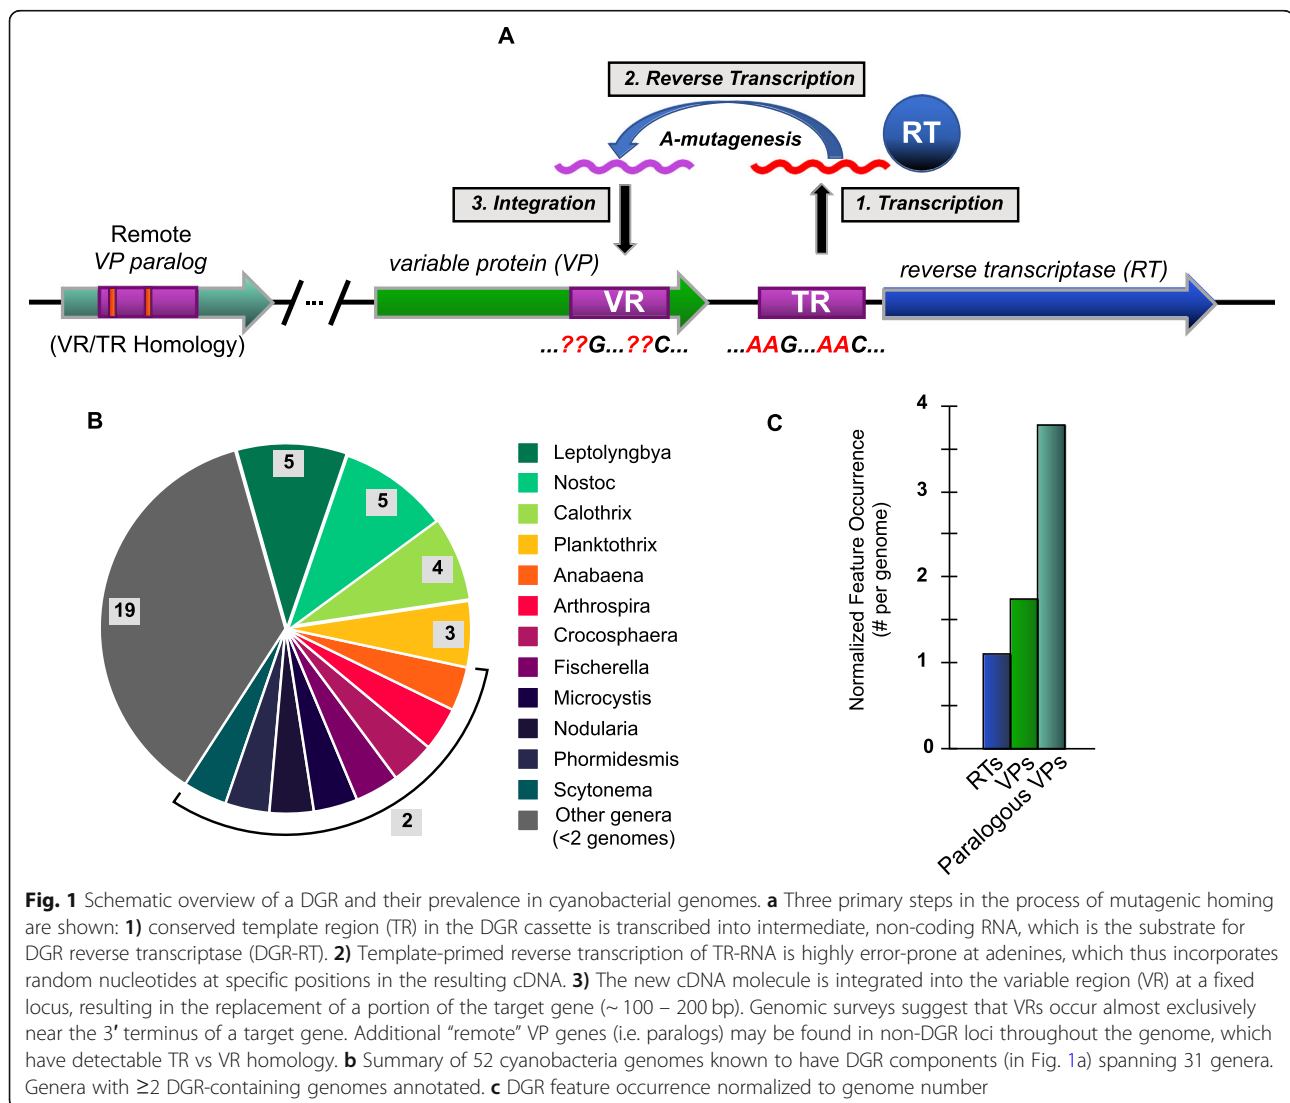 A
2. Reverse Transcription
A-mutagenesis
RT
3. Integration
1. Transcription
Remote
VP paralog
variable protein (VP)
reverse transcriptase (RT)
...
VR
TR
(VR/TR Homology)
...??G...??C...
...AAG...AAC...
B
5
5
4
3
19
2
Leptolyngbya
Nostoc
Calothrix
Planktothrix
Anabaena
Arthrospira
Crocosphaera
Fischerella
Microcystis
Nodularia
Phormidesmis
Scytonema
Other genera
(<2 genomes)
C
Normalized Feature Occurrence
(# per genome)
4
3
2
1
0
RTs
VPs
Paralogous VPs
Fig. 1 Schematic overview of a DGR and their prevalence in cyanobacterial genomes. a Three primary steps in the process of mutagenic homing
are shown: 1) conserved template region (TR) in the DGR cassette is transcribed into intermediate, non-coding RNA, which is the substrate for
DGR reverse transcriptase (DGR-RT). 2) Template-primed reverse transcription of TR-RNA is highly error-prone at adenines, which thus incorporates
random nucleotides at specific positions in the resulting cDNA. 3) The new cDNA molecule is integrated into the variable region (VR) at a fixed
locus, resulting in the replacement of a portion of the target gene (~ 100 – 200 bp). Genomic surveys suggest that VRs occur almost exclusively
near the 3′ terminus of a target gene. Additional “remote” VP genes (i.e. paralogs) may be found in non-DGR loci throughout the genome, which
have detectable TR vs VR homology. b Summary of 52 cyanobacteria genomes known to have DGR components (in Fig. 1a) spanning 31 genera.
Genera with ≥2 DGR-containing genomes annotated. c DGR feature occurrence normalized to genome number